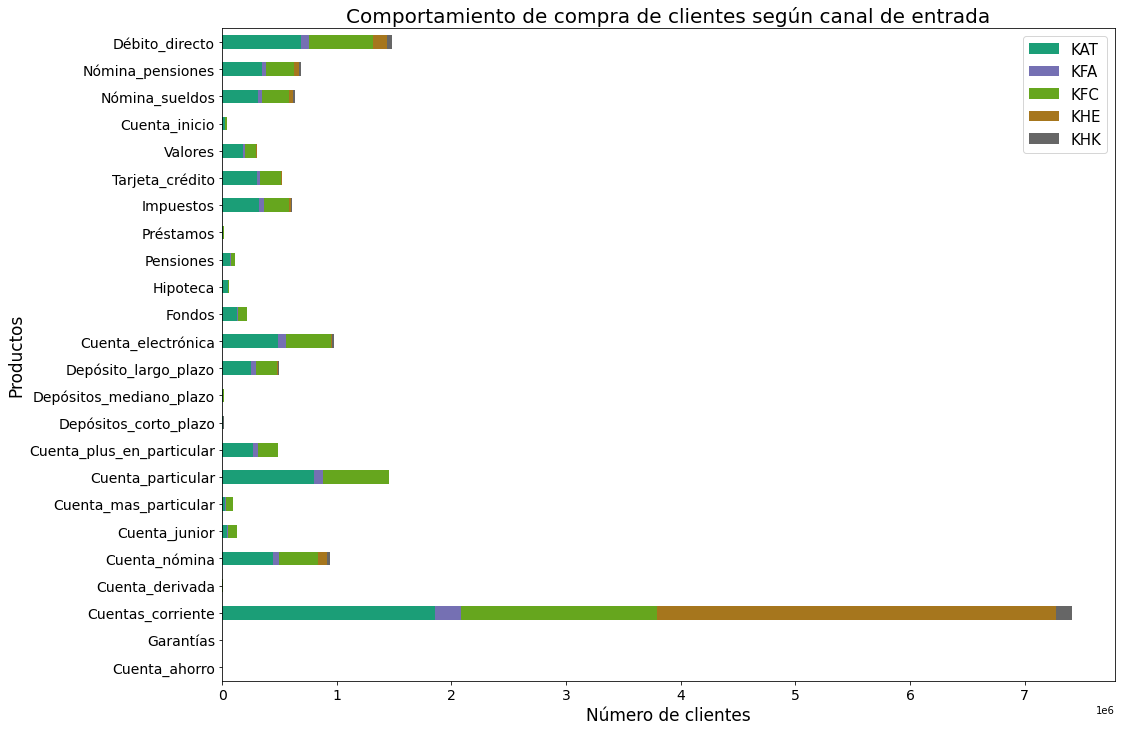 Comportamiento de compra de clientes según canal de entrada
KAT
KFA
KFC
KHE
KHK
Productos
Débito_directo
Nómina_pensiones
Nómina_sueldos
Cuenta_inicio
Valores
Tarjeta_crédito
Impuestos
Préstamos
Pensiones
Hipoteca
Fondos
Cuenta_electrónica
Depósito_largo_plazo
Depósitos_mediano_plazo
Depósitos_corto_plazo
Cuenta_plus_en_particular
Cuenta_particular
Cuenta_mas_particular
Cuenta_junior
Cuenta_nómina
Cuenta_derivada
Cuentas_corriente
Garantías
Cuenta_ahorro
0 1 2 3 4 5 6 7
1e6
Número de clientes